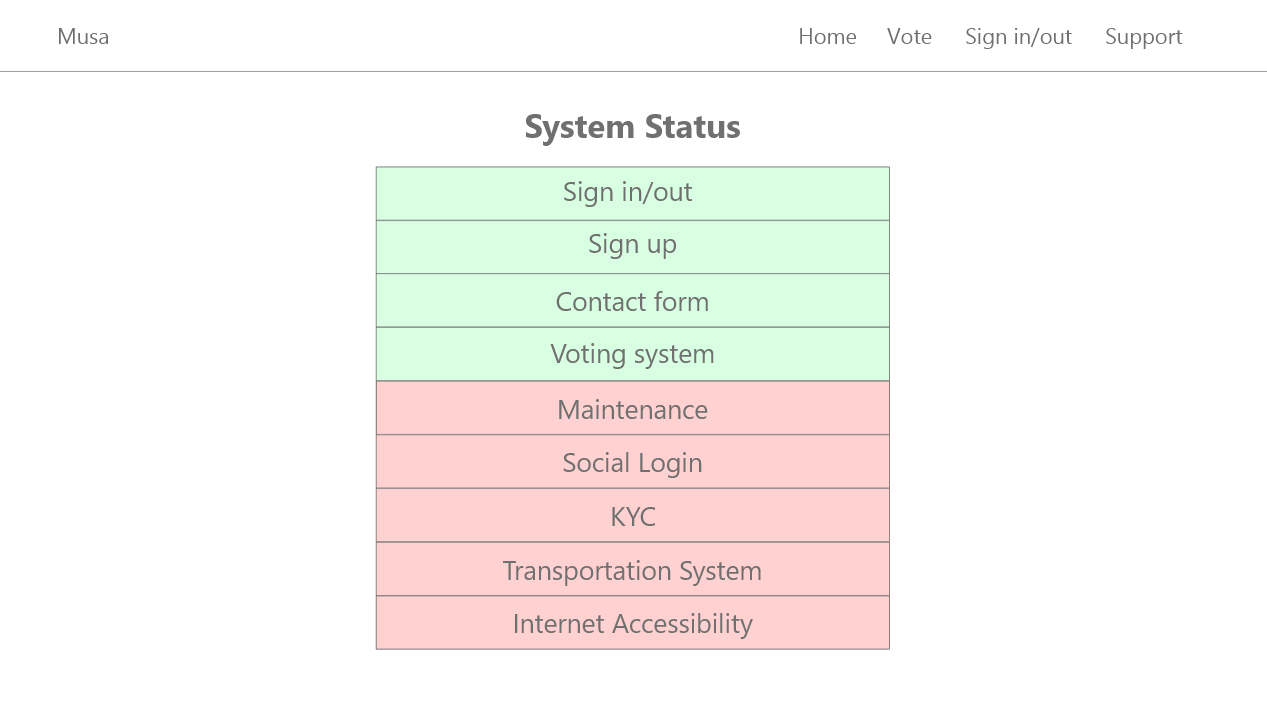 Musa Home Vote Sign in/out Support
System Status
Sign in/out
Sign up
Contact form
Voting system
Maintenance
Social Login
KYC
Transportation System
Internet Accessibility